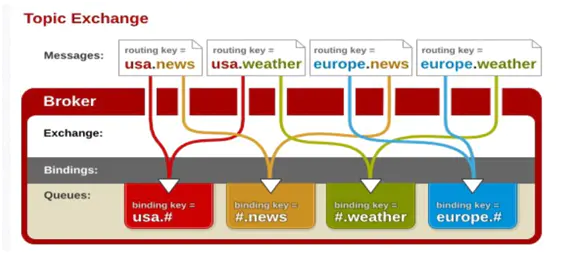 Topic Exchange
Messages:
routing key =
usa.news
routing key =
usa.weather
routing key =
europe.news
routing key =
europe.weather
Broker
Exchange:
Bindings:
Queues:
binding key =
usa.#
binding key =
#.news
binding key =
#.weather
binding key =
europe.#